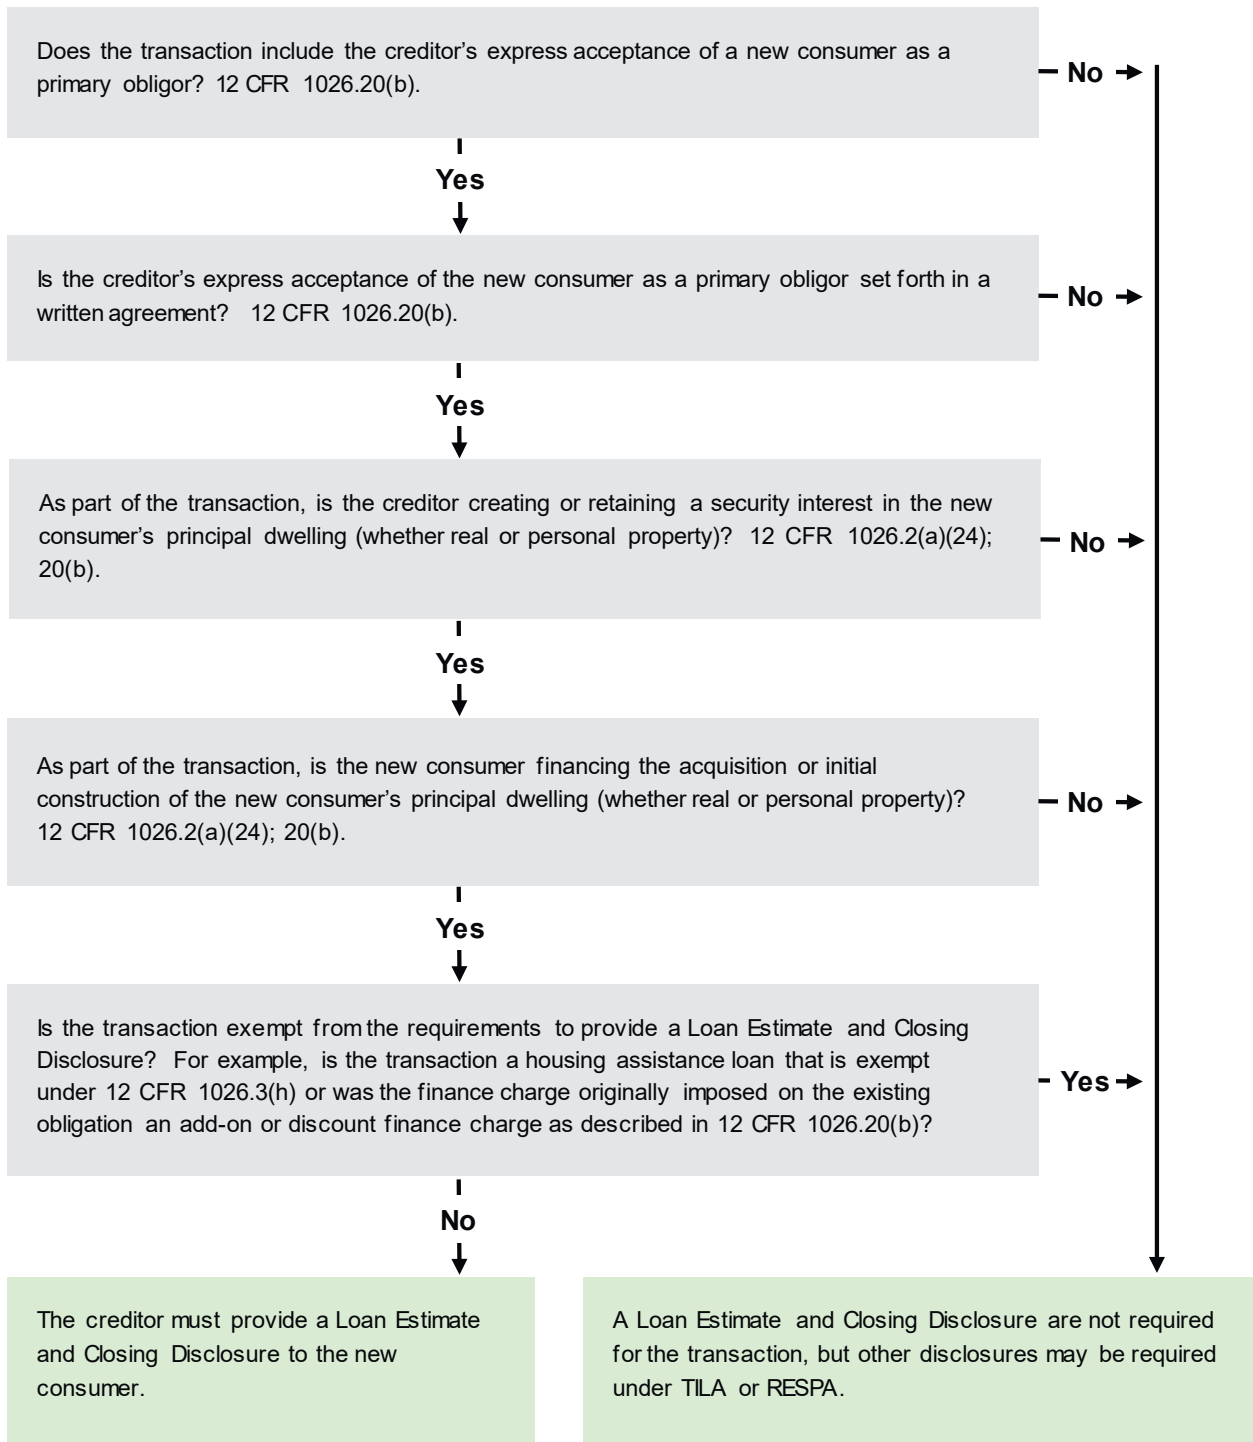 Does the transaction include the creditor’s express acceptance of a new consumer as a
primary obligor? 12 CFR 1026.20(b).
No
Yes
Is the creditor’s express acceptance of the new consumer as a primary obligor set forth in a
written agreement? 12 CFR 1026.20(b).
No
Yes
As part of the transaction, is the creditor creating or retaining a security interest in the new
consumer’s principal dwelling (whether real or personal property)? 12 CFR 1026.2(a)(24);
20(b).
No
Yes
As part of the transaction, is the new consumer financing the acquisition or initial
construction of the new consumer’s principal dwelling (whether real or personal property)?
12 CFR 1026.2(a)(24); 20(b).
No
Yes
Is the transaction exempt from the requirements to provide a Loan Estimate and Closing
Disclosure? For example, is the transaction a housing assistance loan that is exempt
under 12 CFR 1026.3(h) or was the finance charge originally imposed on the existing
obligation an add-on or discount finance charge as described in 12 CFR 1026.20(b)?
Yes
No
The creditor must provide a Loan Estimate
and Closing Disclosure to the new
consumer.
A Loan Estimate and Closing Disclosure are not required
for the transaction, but other disclosures may be required
under TILA or RESPA.